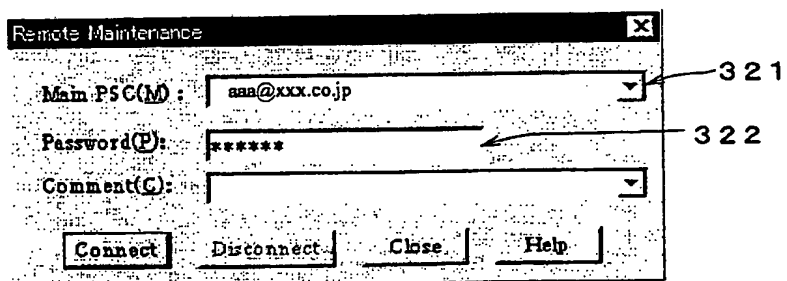 Remote Maintenance
Main PSC(M) : aaa@xxx.co.jp 321
Password(P): ****** 322
Comment(C):
Connect Disconnect Close Help